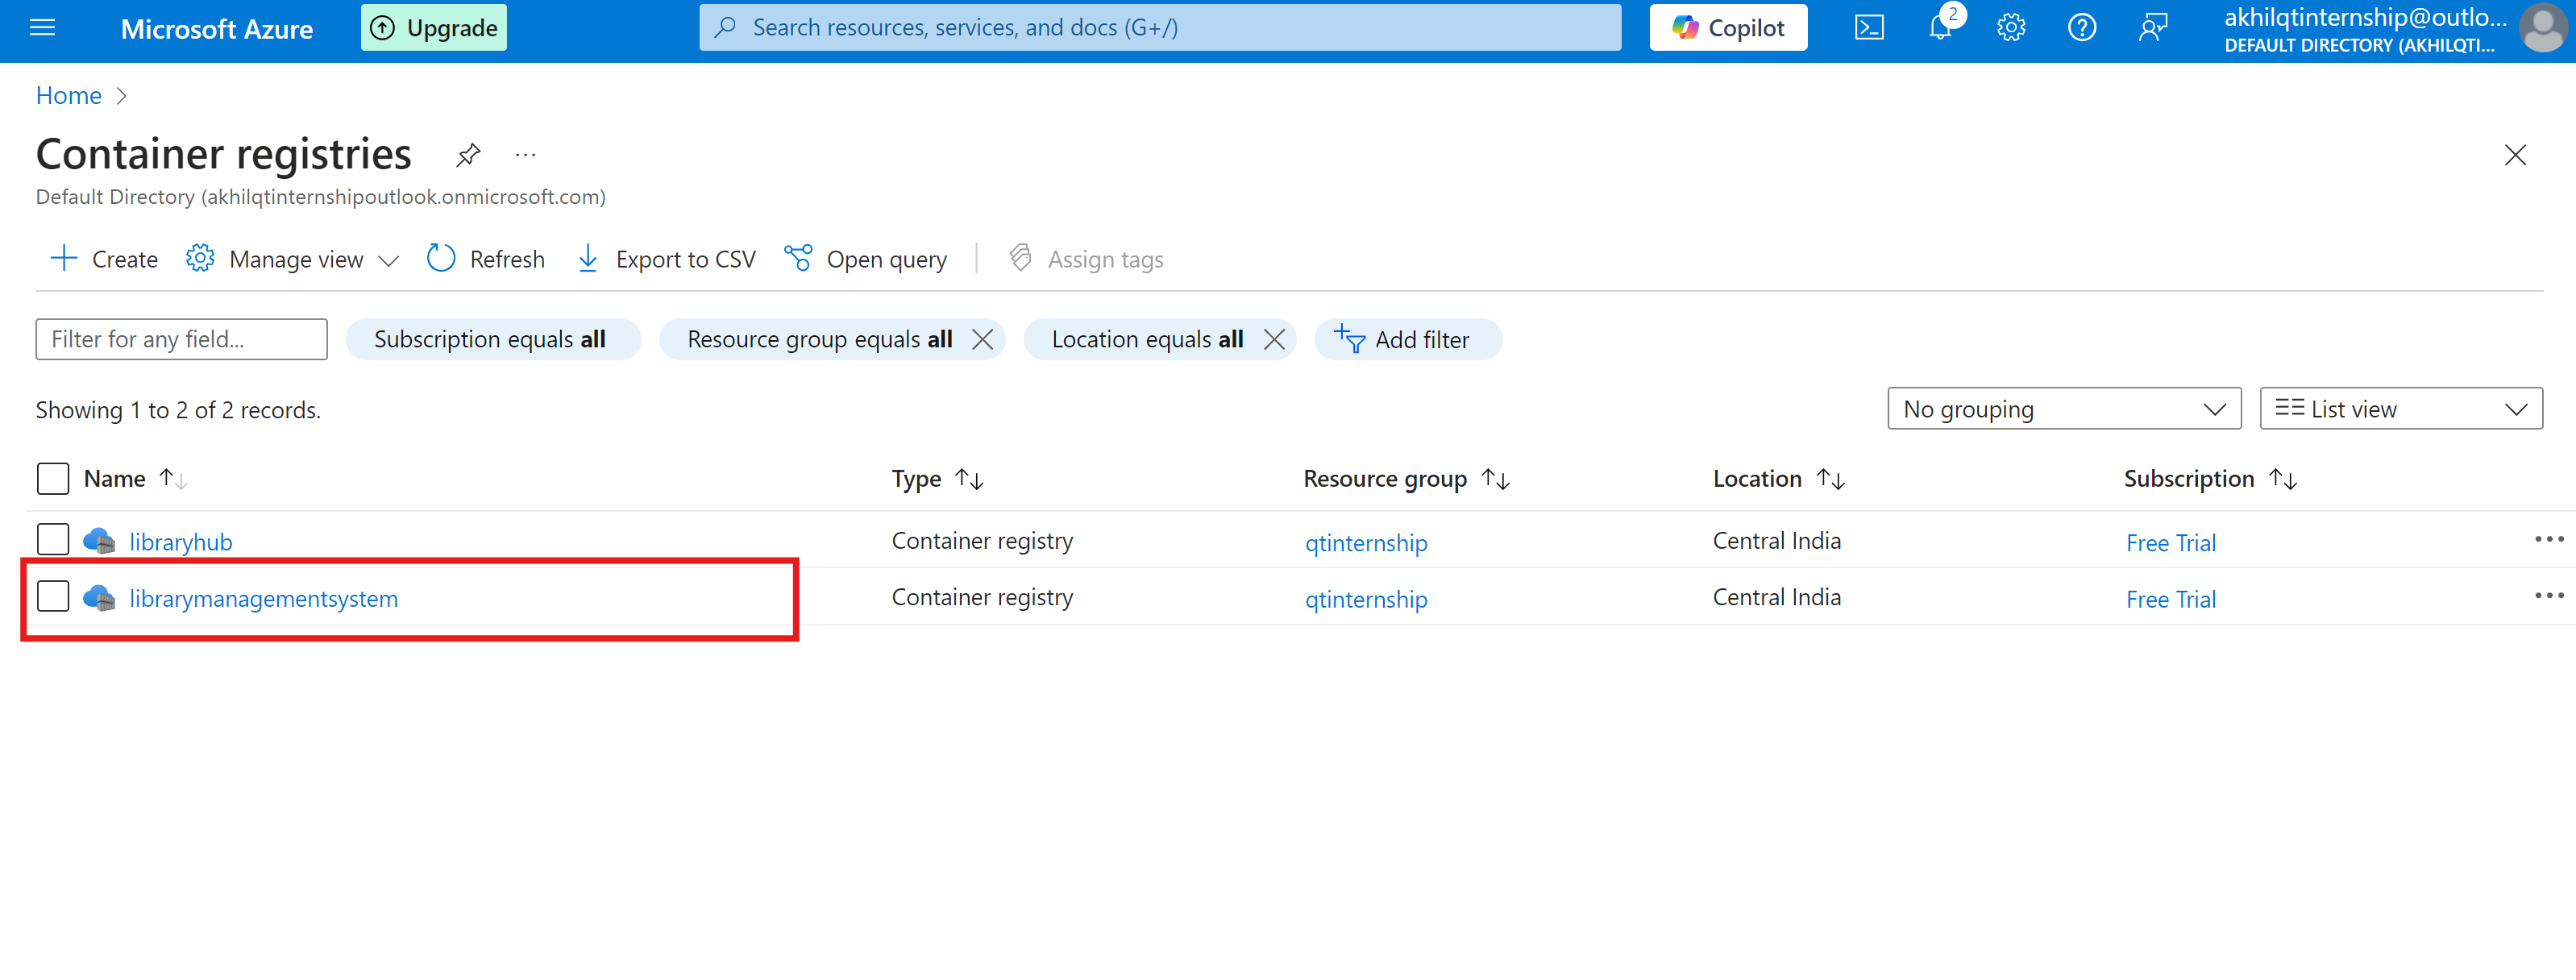 Microsoft Azure
Upgrade
Search resources, services, and docs (G+/)
Copilot
2
akhilqtinternship@outlo...
DEFAULT DIRECTORY (AKHILQTI...
Home
Container registries
...
Default Directory (akhilqtinternshipoutlook.onmicrosoft.com)
Create
Manage view
Refresh
Export to CSV
Open query
Assign tags
Filter for any field...
Subscription equals all
Resource group equals all
Location equals all
Add filter
Showing 1 to 2 of 2 records.
No grouping
List view
Name Type Resource group Location Subscription
libraryhub Container registry qtinternship Central India Free Trial
librarymanagementsystem Container registry qtinternship Central India Free Trial